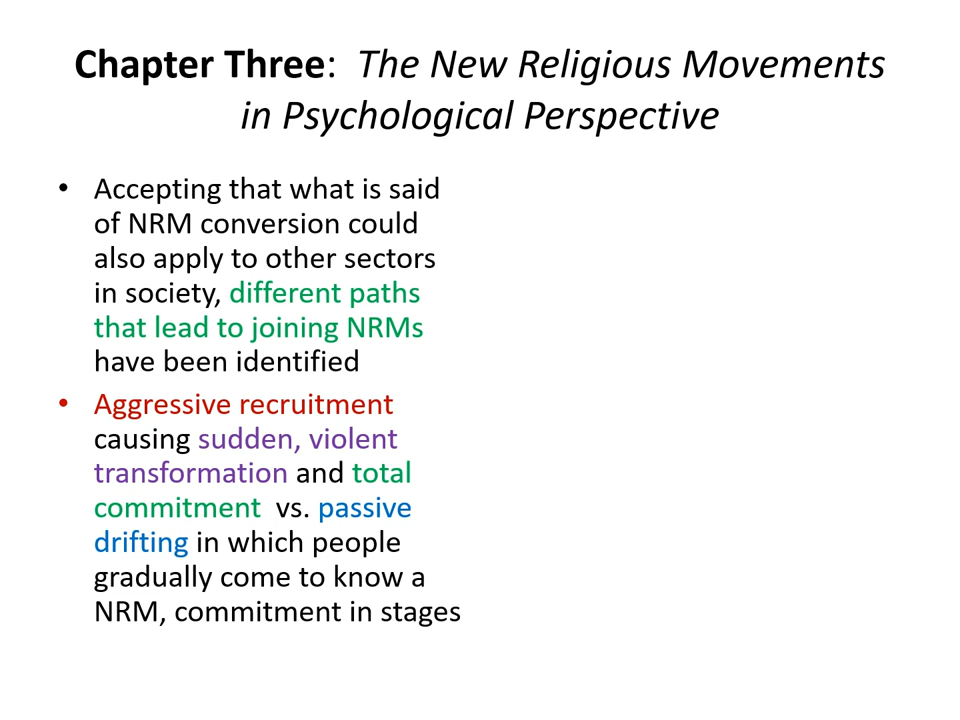 Chapter Three:  The New Religious Movements
in Psychological Perspective
• Accepting that what is said
of NRM conversion could
also apply to other sectors
in society, different paths
that lead to joining NRMs
have been identified
• Aggressive recruitment
causing sudden, violent
transformation and total
commitment  vs. passive
drifting in which people
gradually come to know a
NRM, commitment in stages